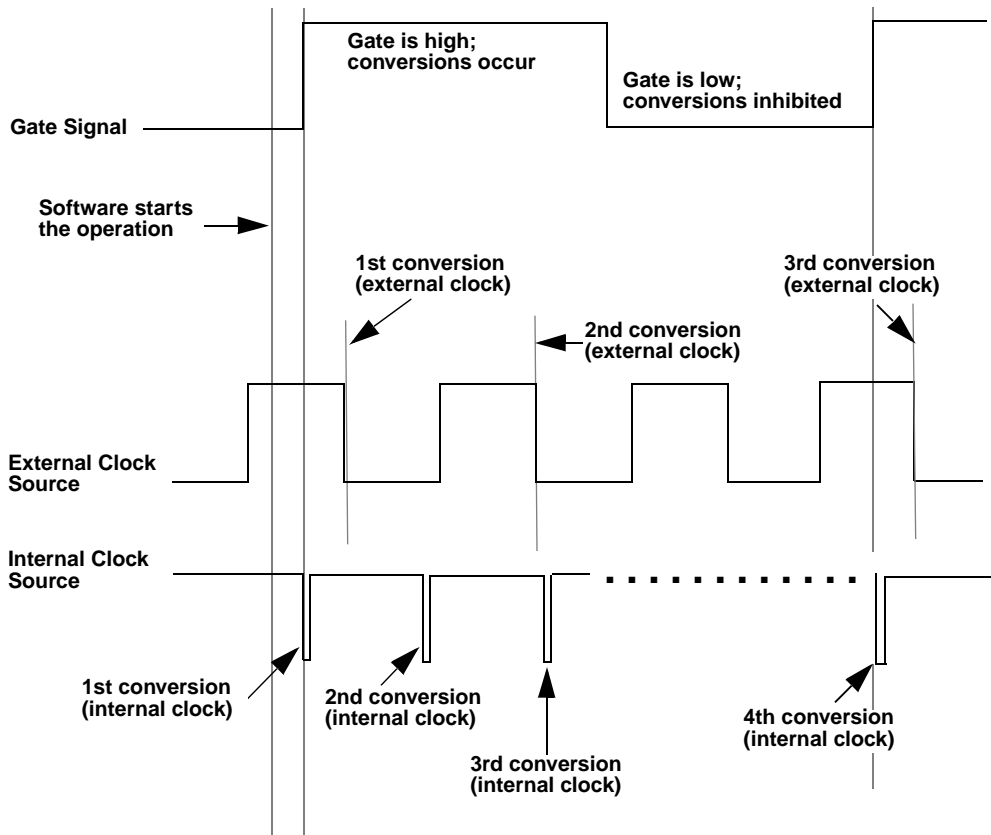 Gate is high;
conversions occur
Gate is low;
conversions inhibited
Gate Signal
Software starts
the operation
1st conversion
(external clock)
3rd conversion
(external clock)
2nd conversion
(external clock)
External Clock
Source
Internal Clock
Source
1st conversion
(internal clock)
2nd conversion
(internal clock)
4th conversion
(internal clock)
3rd conversion
(internal clock)